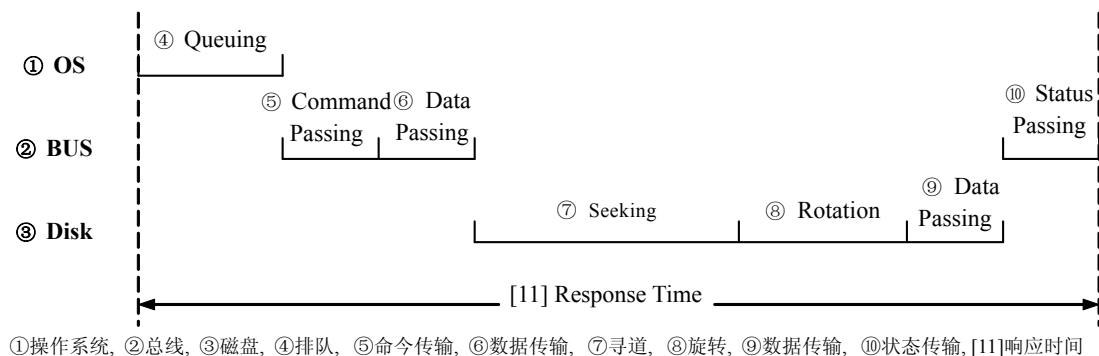 ④ Queuing
① OS
⑤ Command ⑥ Data
Passing Passing
⑩ Status
Passing
② BUS
⑨ Data
Passing
⑦ Seeking
⑧ Rotation
③ Disk
[11] Response Time
①操作系统, ②总线, ③磁盘, ④排队, ⑤命今传输, ⑥数据传输, ⑦寻道, ⑧旋转, ⑨数据传输, ⑩状态传输, [11]响应时间